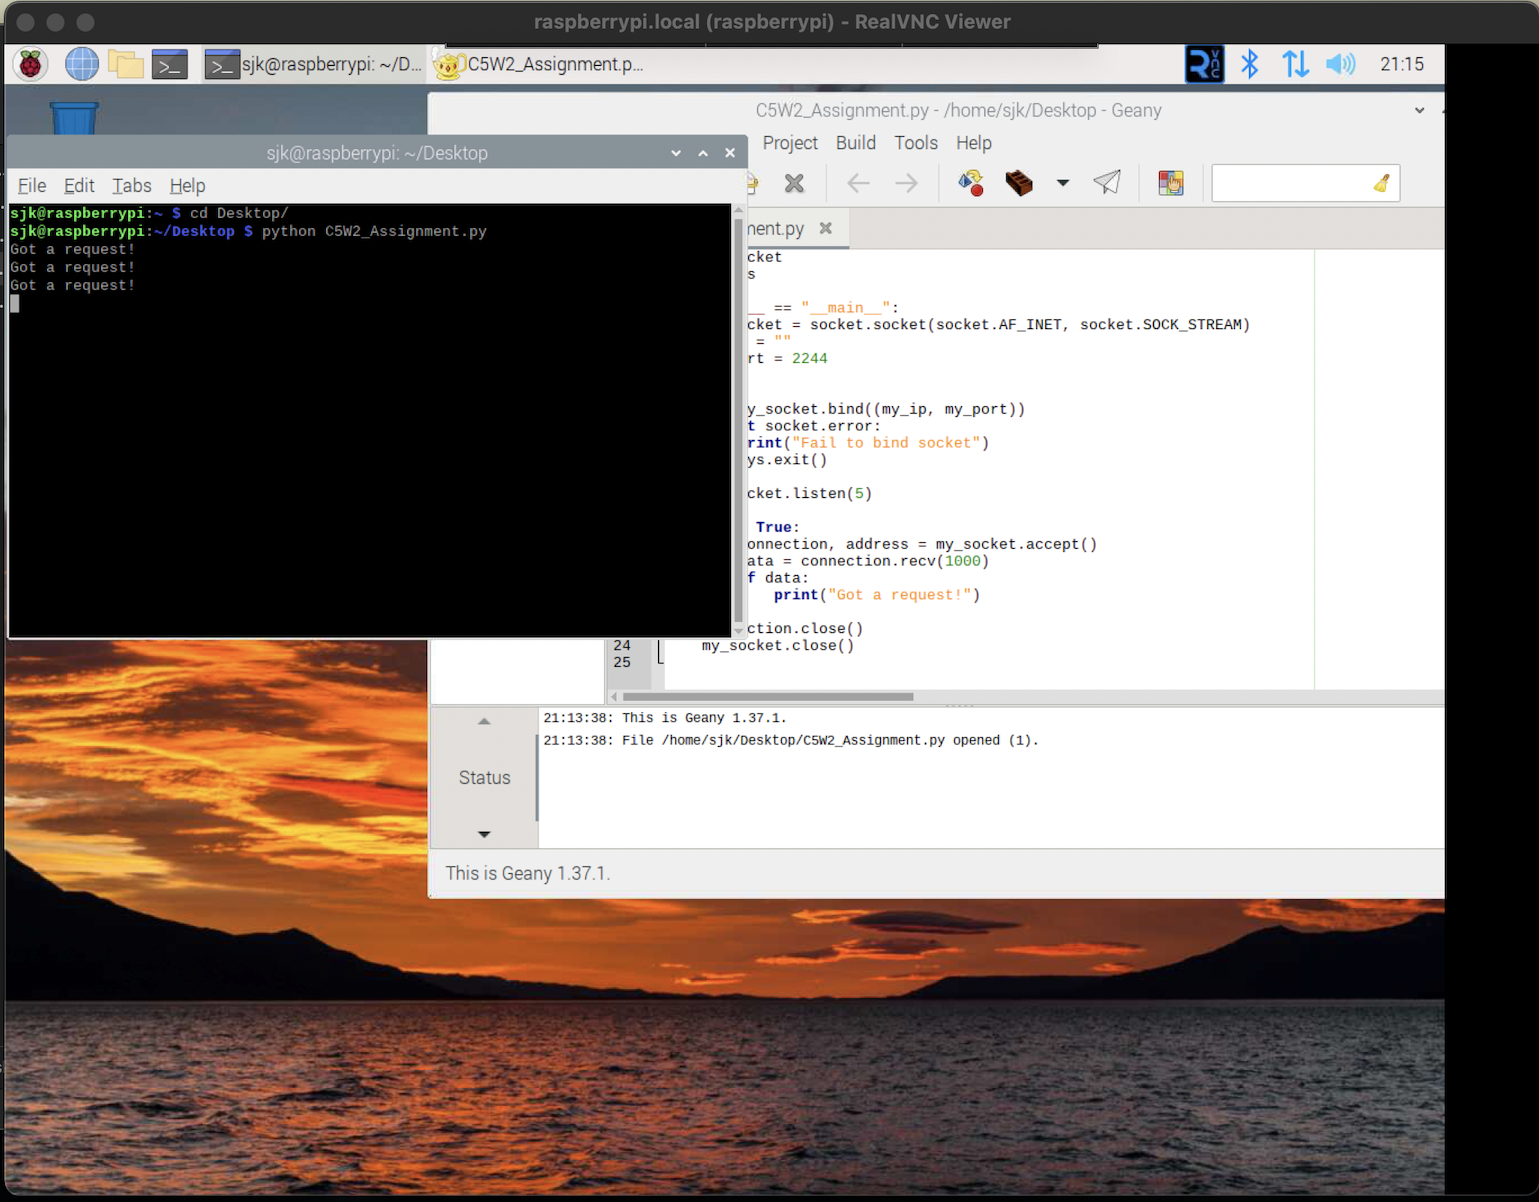 raspberrypi.local (raspberrypi) - RealVNC Viewer
sjk@raspberrypi: ~/D...
C5W2_Assignment.p...
21:15
C5W2_Assignment.py - /home/sjk/Desktop - Geany
Project Build Tools Help
sjk@raspberrypi: ~/Desktop
File Edit Tabs Help
sjk@raspberrypi:~ $ cd Desktop/
sjk@raspberrypi:~/Desktop $ python C5W2_Assignment.py
Got a request!
Got a request!
Got a request!
ment.py
cket
s
__ == "__main__":
cket = socket.socket(socket.AF_INET, socket.SOCK_STREAM)
= ""
rt = 2244
y_socket.bind((my_ip, my_port))
t socket.error:
rint("Fail to bind socket")
ys.exit()
cket.listen(5)
True:
onnection, address = my_socket.accept()
ata = connection.recv(1000)
f data:
print("Got a request!")
ction.close()
24 my_socket.close()
25
21:13:38: This is Geany 1.37.1.
21:13:38: File /home/sjk/Desktop/C5W2_Assignment.py opened (1).
Status
This is Geany 1.37.1.